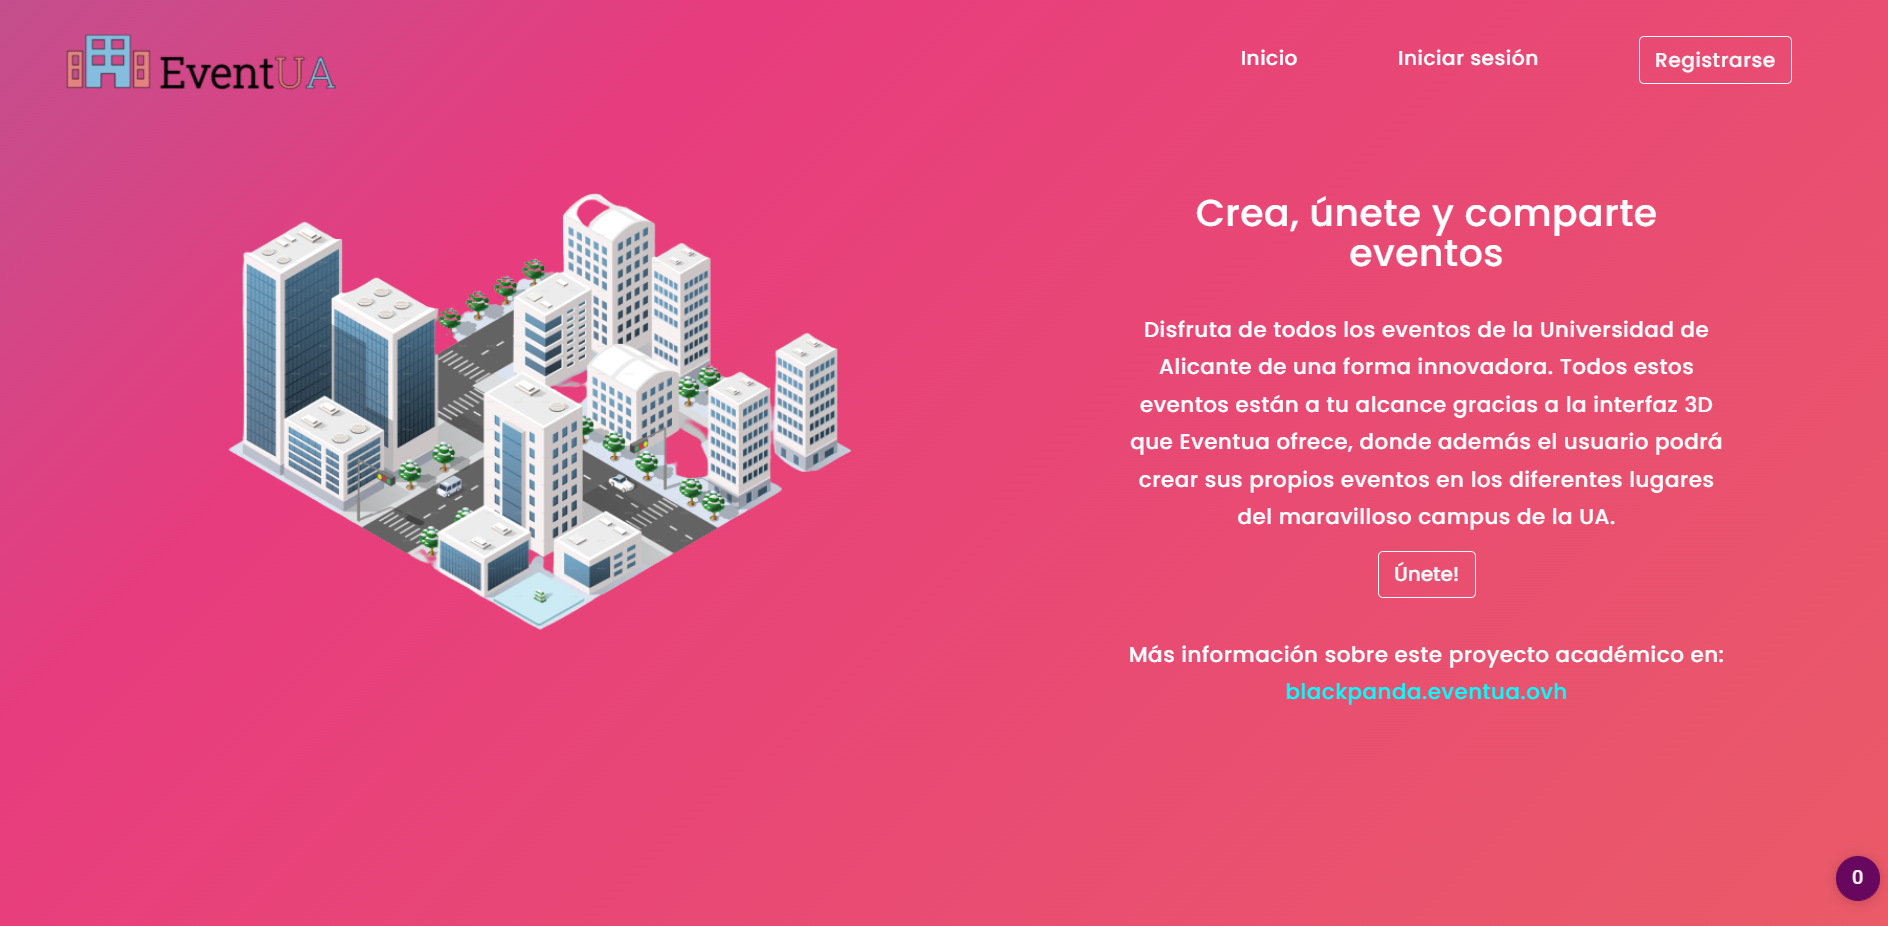 EventUA
Inicio
Iniciar sesión
Registrarse
Crea, únete y comparte
eventos
Disfruta de todos los eventos de la Universidad de
Alicante de una forma innovadora. Todos estos
eventos están a tu alcance gracias a la interfaz 3D
que Eventua ofrece, donde además el usuario podrá
crear sus propios eventos en los diferentes lugares
del maravilloso campus de la UA.
Únete!
Más información sobre este proyecto académico en:
blackpanda.eventua.ovh
0